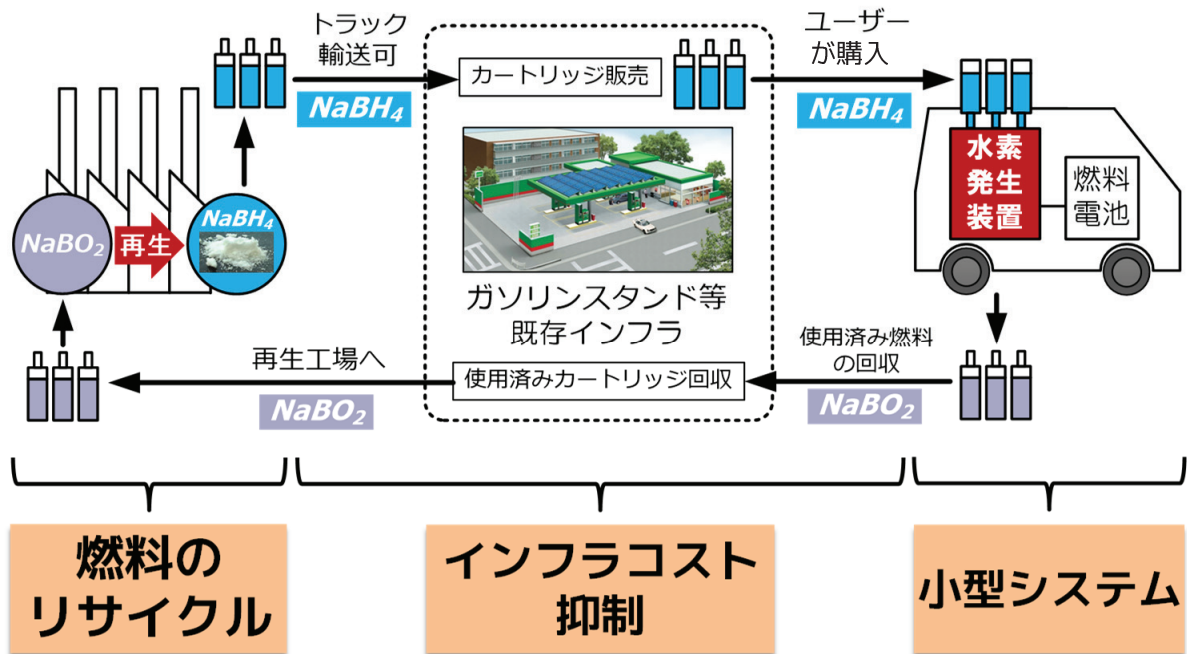 トラック
輸送可
NaBH₄
カートリッジ販売
ユーザー
が購入
NaBH₄
水素
発生
装置
燃料
電池
NaBO₂
再生
NaBH₄
ガソリンスタンド等
既存インフラ
再生工場へ
NaBO₂
使用済みカートリッジ回収
使用済み燃料
の回収
NaBO₂
燃料の
リサイクル
インフラコスト
抑制
小型システム